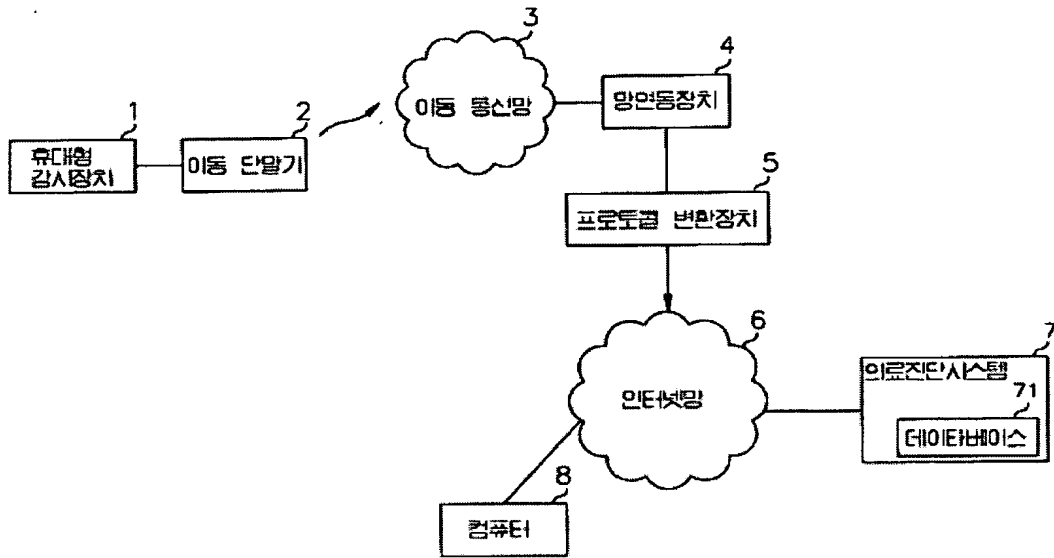 1
휴대형
감시장치
2
이동 단말기
3
이동 통신망
4
망연동장치
5
프로토콜 변환장치
6
인터넷망
7
의료진단시스템
71
데이타베이스
8
컴퓨터